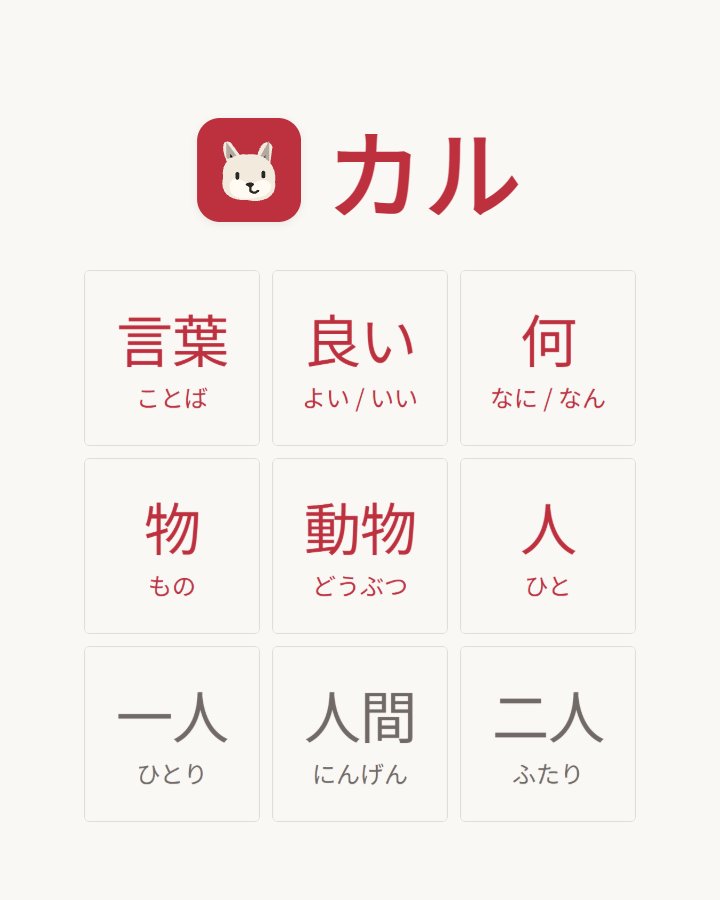 カル
言葉
ことば
良い
よい / いい
何
なに / なん
物
もの
動物
どうぶつ
人
ひと
一人
ひとり
人間
にんげん
二人
ふたり